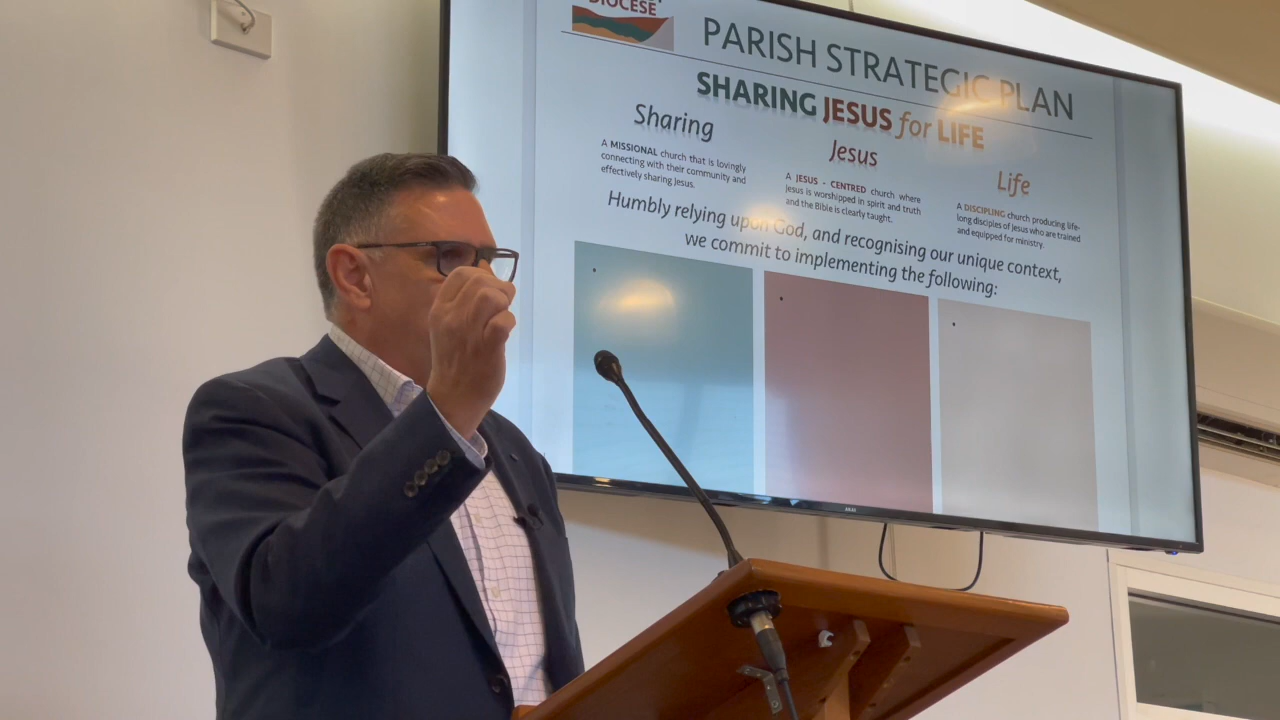 DIOCESE
PARISH STRATEGIC PLAN
SHARING JESUS for LIFE
Sharing
A MISSIONAL church that is lovingly
connecting with their community and
effectively sharing Jesus.
Jesus
A JESUS - CENTRED church where
Jesus is worshipped in spirit and truth
and the Bible is clearly taught.
Life
A DISCIPLING church producing life-
long disciples of Jesus who are trained
and equipped for ministry.
Humbly relying upon God, and recognising our unique context,
we commit to implementing the following:
AKAI